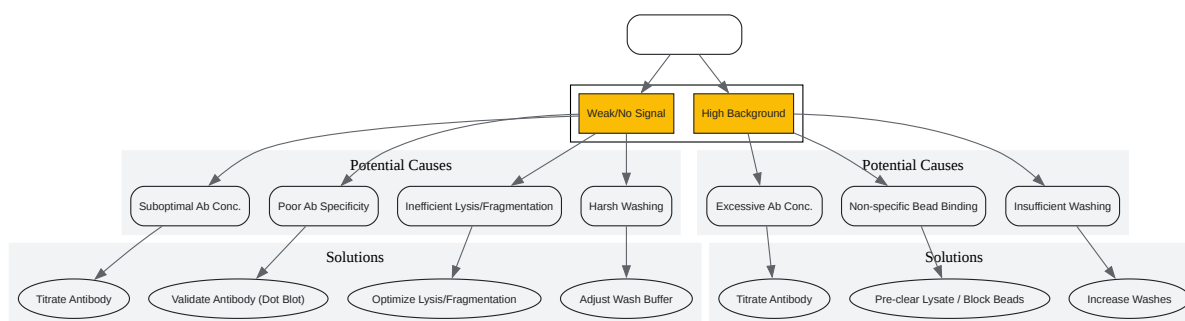 Weak/No Signal
High Background
Potential Causes
Potential Causes
Suboptimal Ab Conc.
Poor Ab Specificity
Inefficient Lysis/Fragmentation
Harsh Washing
Excessive Ab Conc.
Non-specific Bead Binding
Insufficient Washing
Solutions
Solutions
Titrate Antibody
Validate Antibody (Dot Blot)
Optimize Lysis/Fragmentation
Adjust Wash Buffer
Titrate Antibody
Pre-clear Lysate / Block Beads
Increase Washes